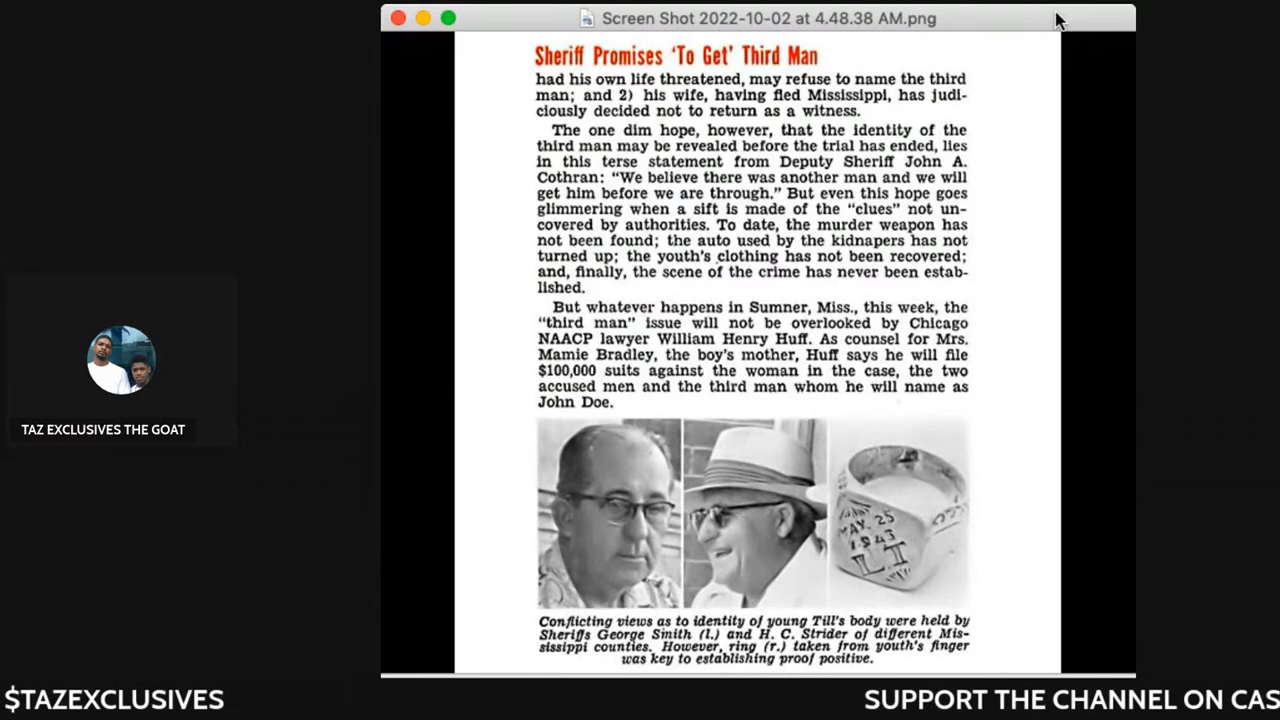 Screen Shot 2022-10-02 at 4.48.38 AM.png
Sheriff Promises ‘To Get’ Third Man
had his own life threatened, may refuse to name the third
man; and 2) his wife, having fled Mississippi, has judi-
ciously decided not to return as a witness.
The one dim hope, however, that the identity of the
third man may be revealed before the trial has ended, lies
in this terse statement from Deputy Sheriff John A.
Cothran: “We believe there was another man and we will
get him before we are through.” But even this hope goes
glimmering when a sift is made of the “clues” not un-
covered by authorities. To date, the murder weapon has
not been found; the auto used by the kidnapers has not
turned up; the youth’s clothing has not been recovered;
and, finally, the scene of the crime has never been estab-
lished.
But whatever happens in Sumner, Miss., this week, the
“third man” issue will not be overlooked by Chicago
NAACP lawyer William Henry Huff. As counsel for Mrs.
Mamie Bradley, the boy’s mother, Huff says he will file
$100,000 suits against the woman in the case, the two
accused men and the third man whom he will name as
John Doe.
MAY. 25
1943
LT
Conflicting views as to identity of young Till’s body were held by
Sheriffs George Smith (l.) and H. C. Strider of different Mis-
sissippi counties. However, ring (r.) taken from youth’s finger
was key to establishing proof positive.
TAZ EXCLUSIVES THE GOAT
$TAZEXCLUSIVES
SUPPORT THE CHANNEL ON CAS